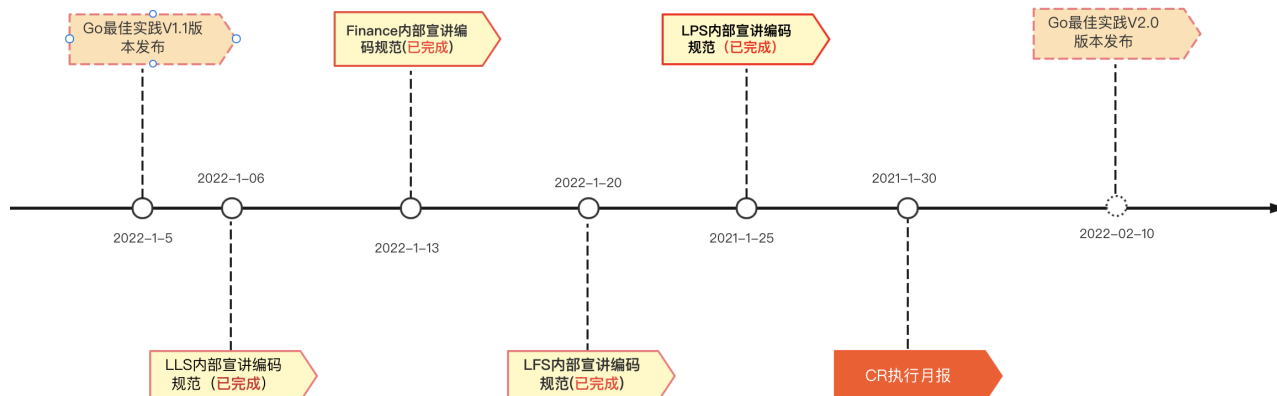 Go最佳实践V1.1版
本发布
Finance内部宣讲编
码规范(已完成)
LPS内部宣讲编码
规范（已完成）
Go最佳实践V2.0
版本发布
2022-1-06
2022-1-20
2021-1-30
2022-1-5
2022-1-13
2021-1-25
2022-02-10
LLS内部宣讲编码
规范（已完成）
LFS内部宣讲编码
规范(已完成)
CR执行月报